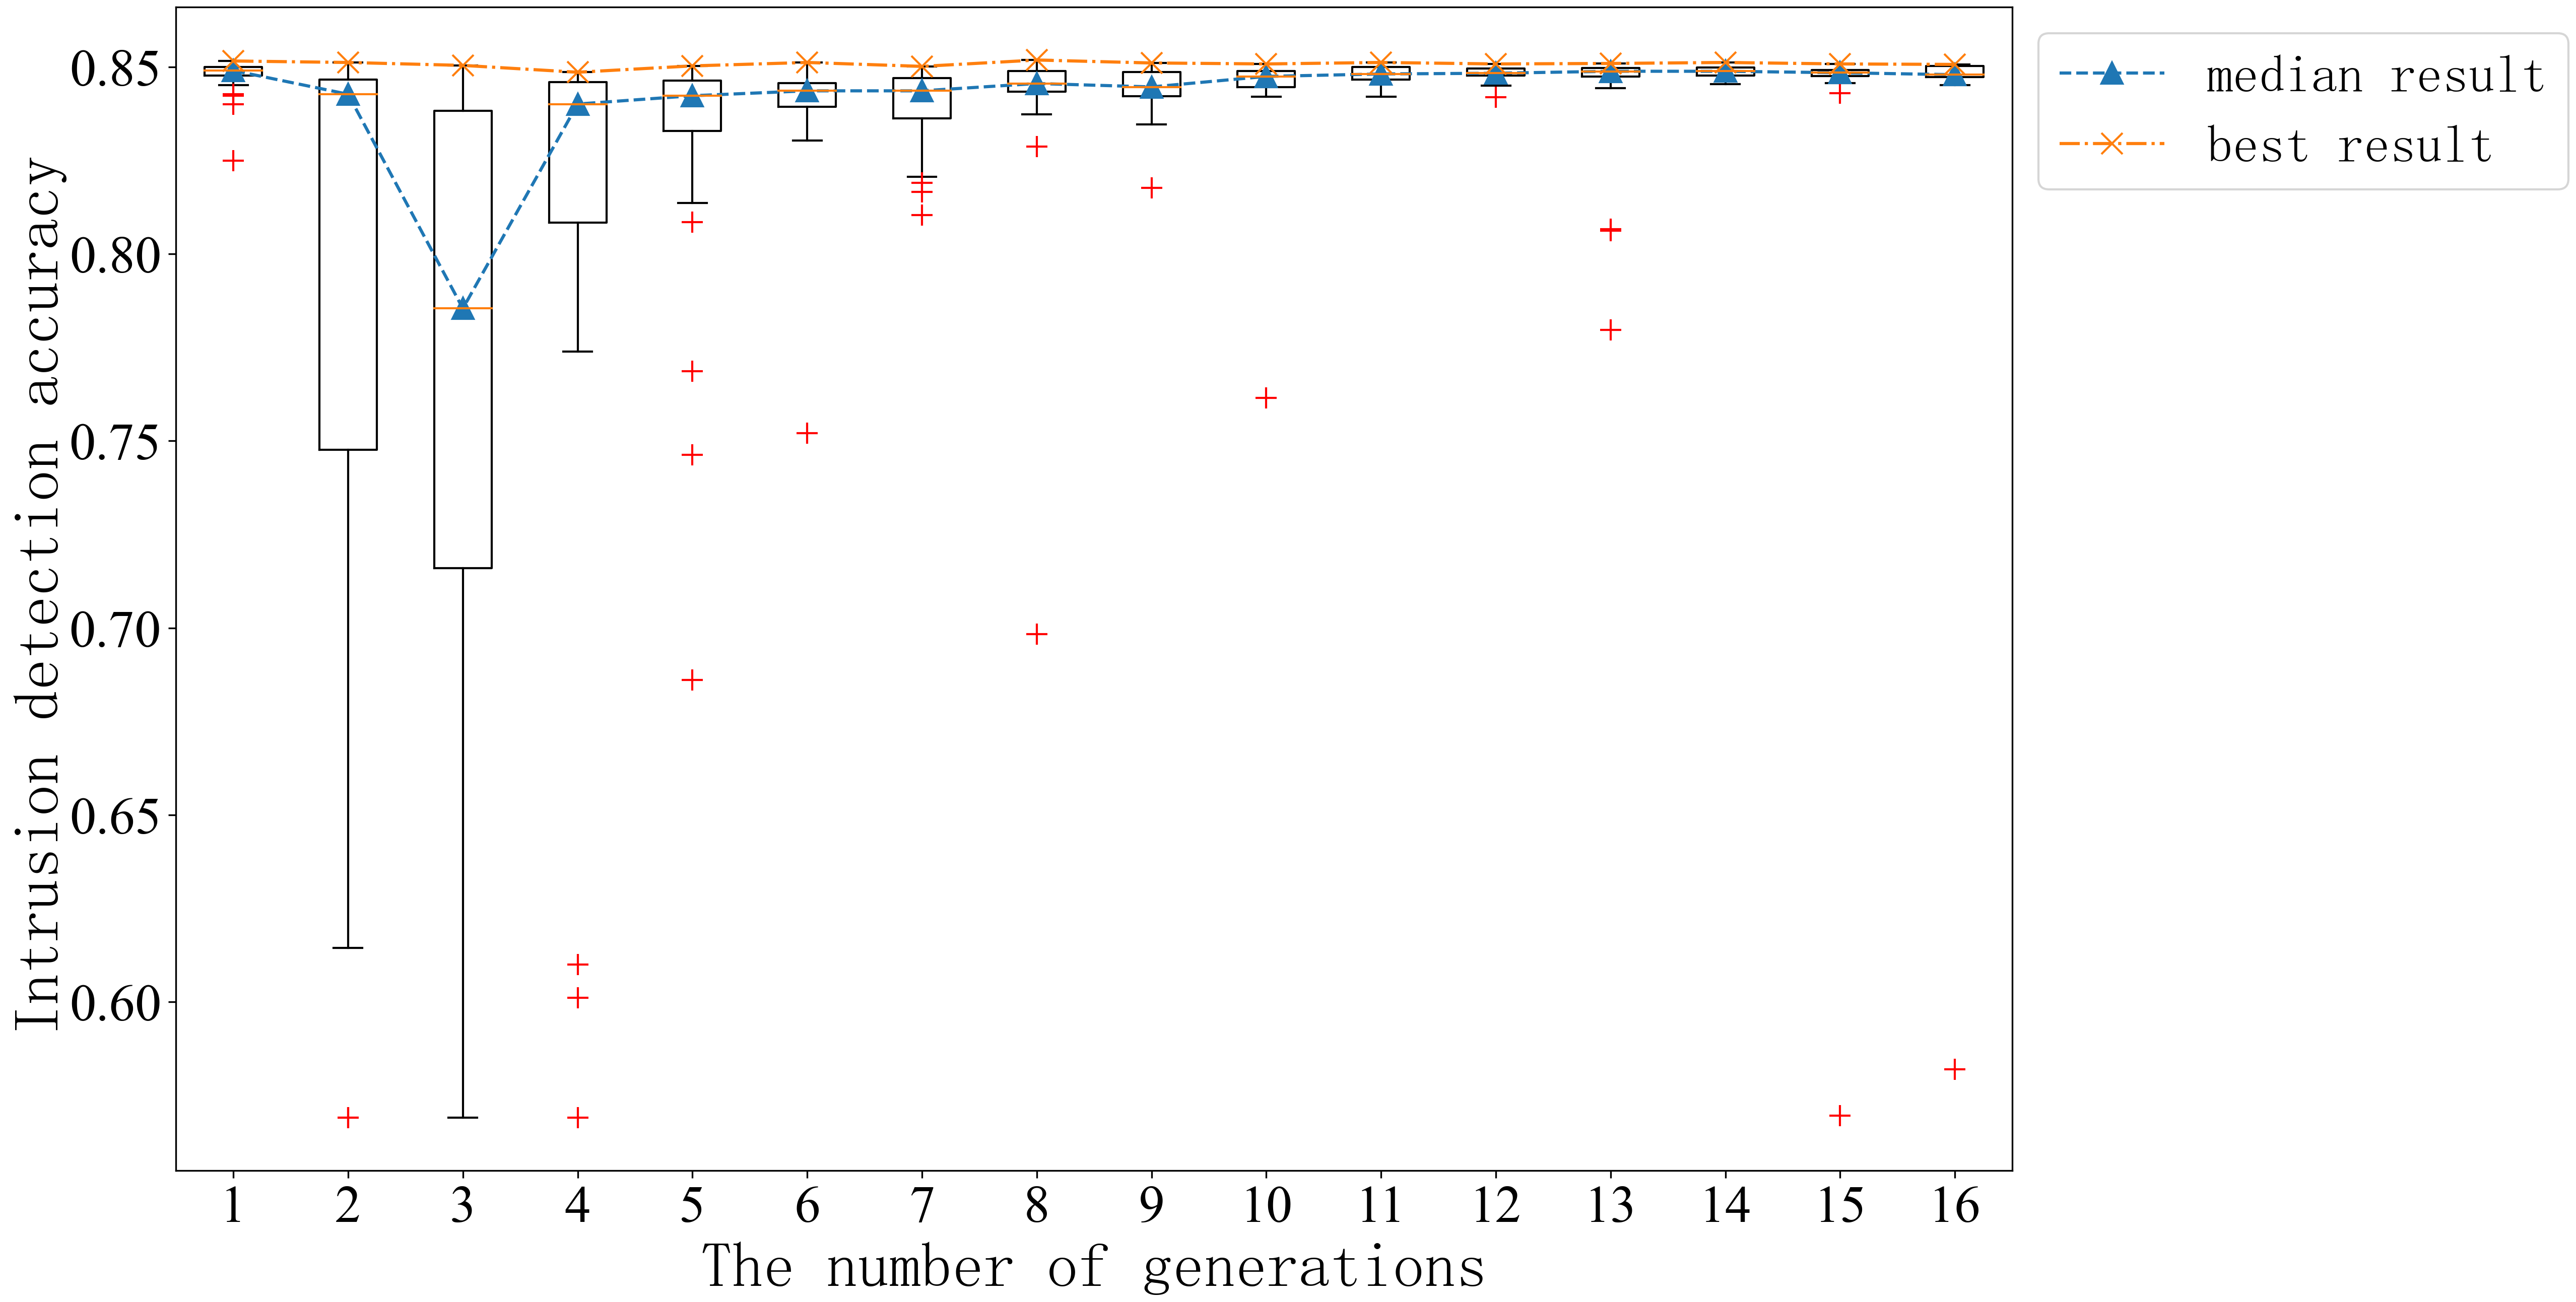 Intrusion detection accuracy
0.85
0.80
0.75
0.70
0.65
0.60
1 2 3 4 5 6 7 8 9 10 11 12 13 14 15 16
The number of generations
median result
best result